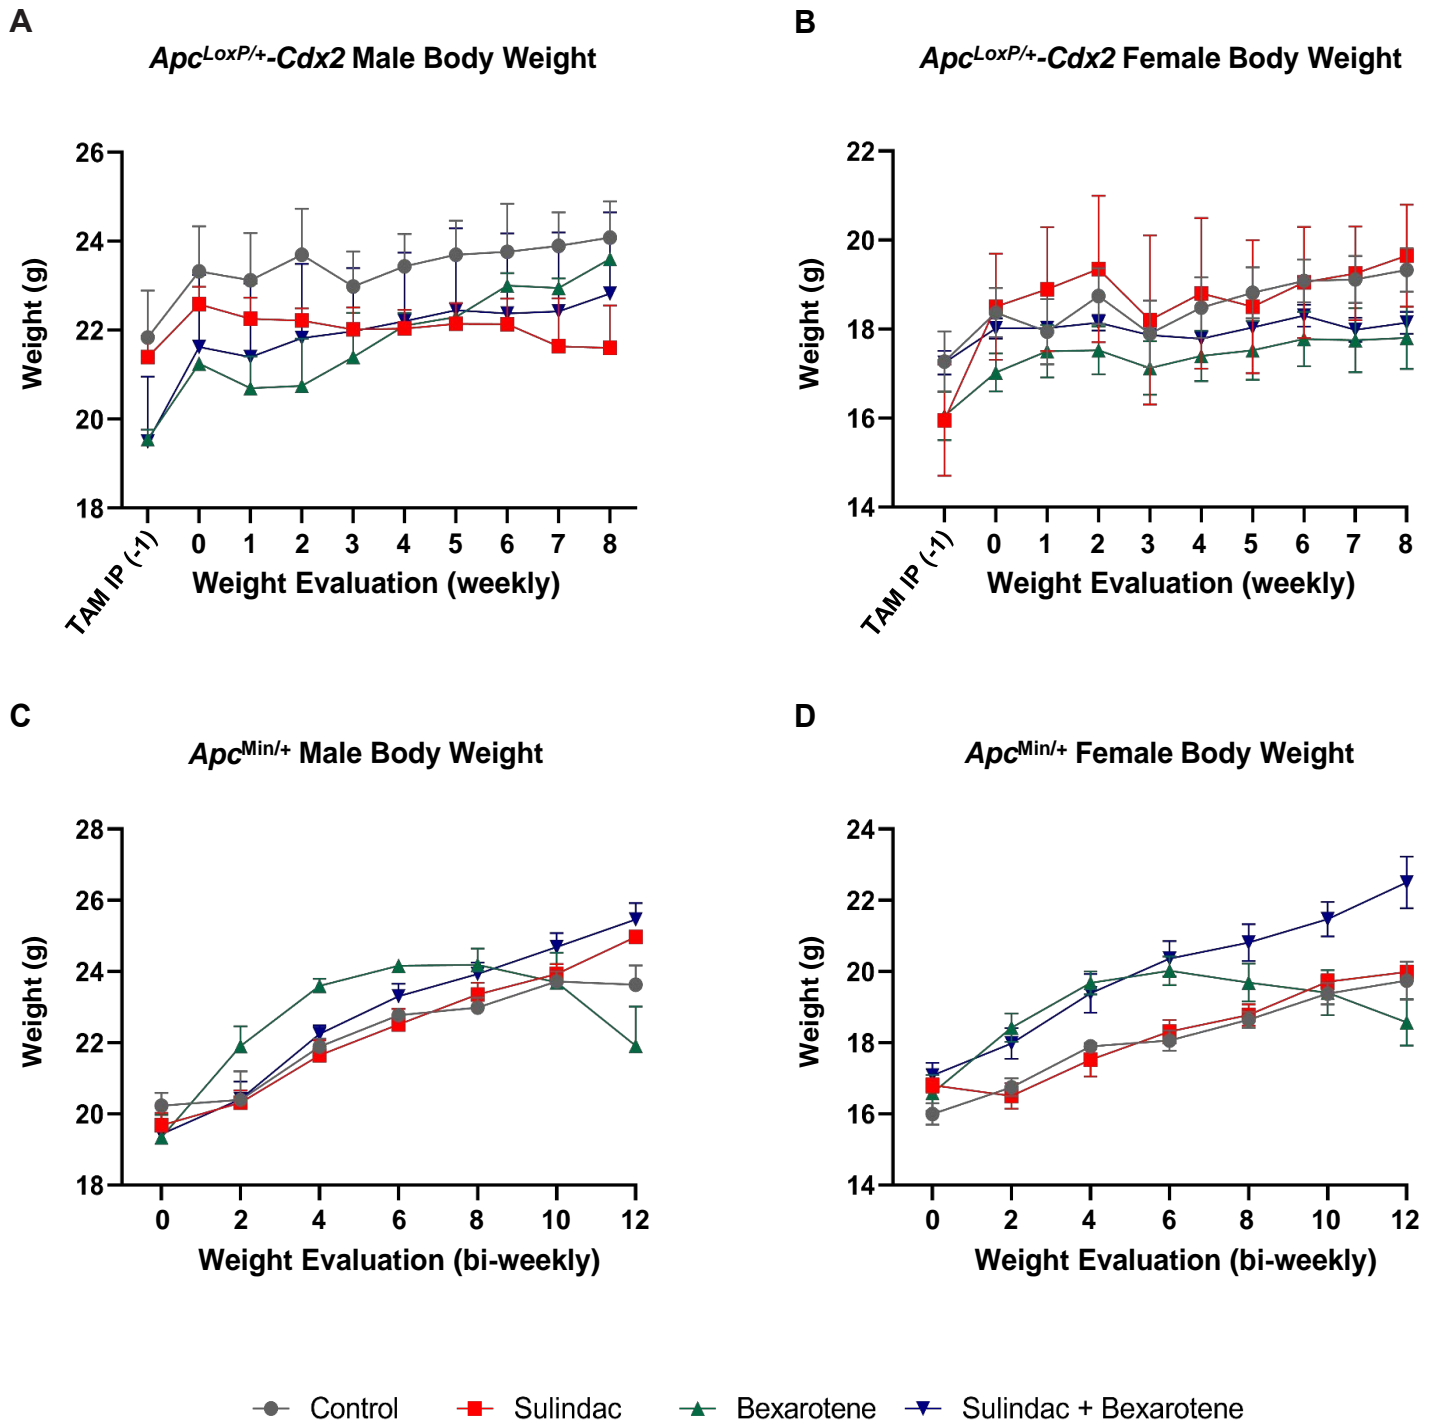 A
Apc^LoxP/+-Cdx2 Male Body Weight
26
24
22
20
18
Weight (g)
TAM IP (-1) 0 1 2 3 4 5 6 7 8
Weight Evaluation (weekly)
B
Apc^LoxP/+-Cdx2 Female Body Weight
22
20
18
16
14
Weight (g)
TAM IP (-1) 0 1 2 3 4 5 6 7 8
Weight Evaluation (weekly)
C
Apc^Min/+ Male Body Weight
28
26
24
22
20
18
Weight (g)
0 2 4 6 8 10 12
Weight Evaluation (bi-weekly)
D
Apc^Min/+ Female Body Weight
24
22
20
18
16
14
Weight (g)
0 2 4 6 8 10 12
Weight Evaluation (bi-weekly)
Control Sulindac Bexarotene Sulindac + Bexarotene